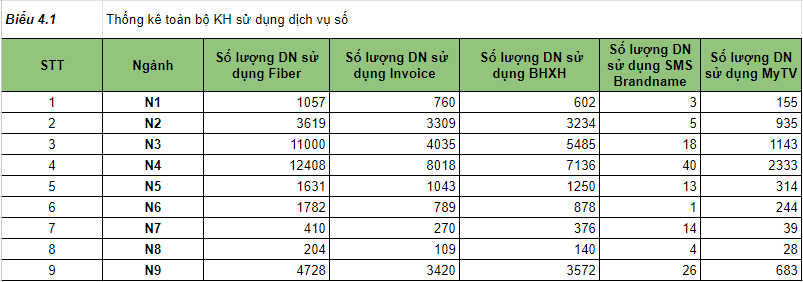 Biểu 4.1 Thống kê toàn bộ KH sử dụng dịch vụ số
STT Ngành Số lượng DN sử dụng Fiber Số lượng DN sử dụng Invoice Số lượng DN sử dụng BHXH Số lượng DN sử dụng SMS Brandname Số lượng DN sử dụng MyTV
1 N1 1057 760 602 3 155
2 N2 3619 3309 3234 5 935
3 N3 11000 4035 5485 18 1143
4 N4 12408 8018 7136 40 2333
5 N5 1631 1043 1250 13 314
6 N6 1782 789 878 1 244
7 N7 410 270 376 14 39
8 N8 204 109 140 4 28
9 N9 4728 3420 3572 26 683